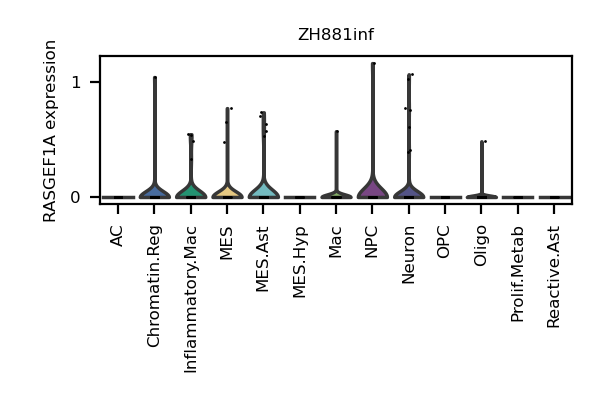 ZH881inf
RASGEF1A expression
1
0
AC
Chromatin.Reg
Inflammatory.Mac
MES
MES.Ast
MES.Hyp
Mac
NPC
Neuron
OPC
Oligo
Prolif.Metab
Reactive.Ast